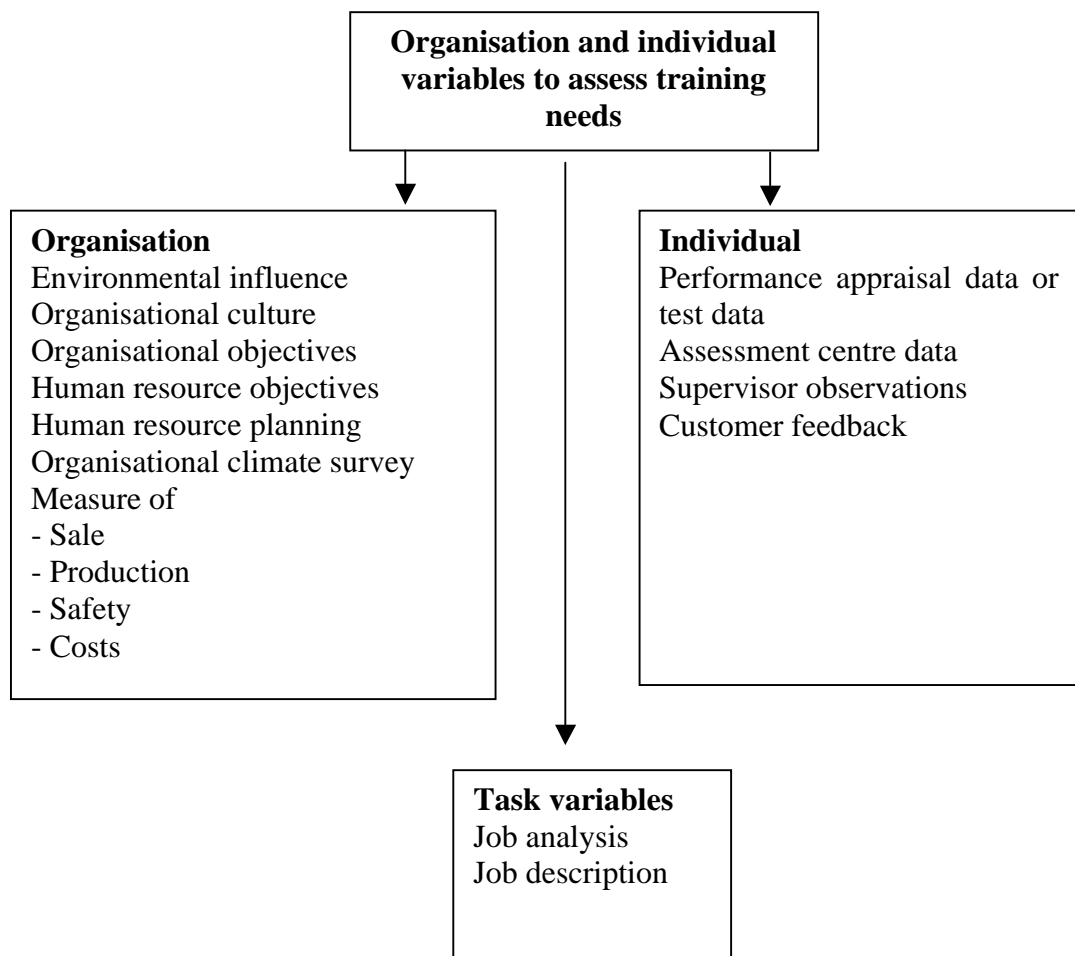 Organisation and individual
variables to assess training
needs
Organisation
Environmental influence
Organisational culture
Organisational objectives
Human resource objectives
Human resource planning
Organisational climate survey
Measure of
- Sale
- Production
- Safety
- Costs
Individual
Performance appraisal data or
test data
Assessment centre data
Supervisor observations
Customer feedback
Task variables
Job analysis
Job description